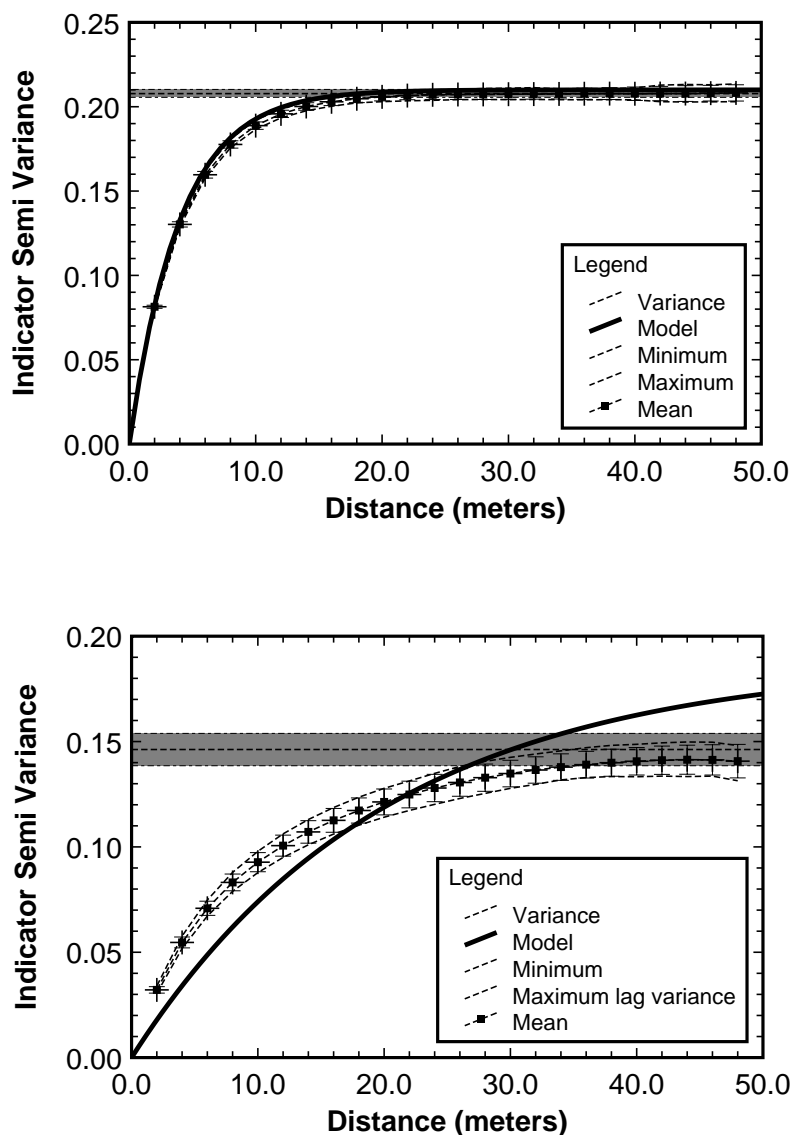 0.25
0.20
0.15
0.10
0.05
0.00
Indicator Semi Variance
Legend
Variance
Model
Minimum
Maximum
Mean
0.0 10.0 20.0 30.0 40.0 50.0
Distance (meters)
0.20
0.15
0.10
0.05
0.00
Indicator Semi Variance
Legend
Variance
Model
Minimum
Maximum lag variance
Mean
0.0 10.0 20.0 30.0 40.0 50.0
Distance (meters)